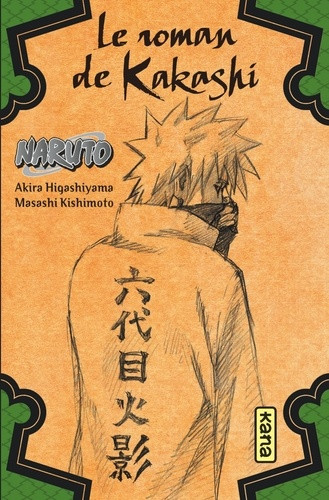 Le roman
de Kakashi
NARUTO
Akira Higashiyama
Masashi Kishimoto
六代目火影
kana